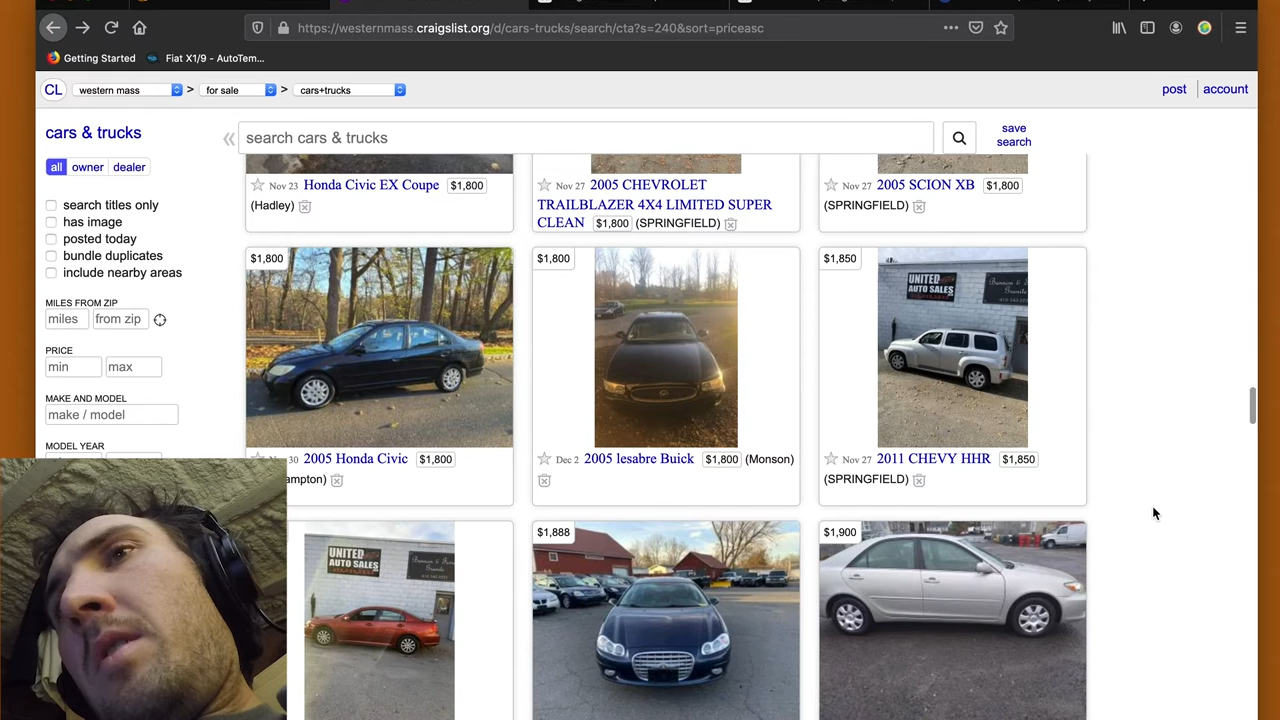 https://westernmass.craigslist.org/d/cars-trucks/search/cta?s=240&sort=priceasc
Getting Started
Fiat X1/9 - AutoTem...
CL
western mass
>
for sale
>
cars+trucks
post
account
cars & trucks
«
search cars & trucks
save
search
all
owner
dealer
search titles only
has image
posted today
bundle duplicates
include nearby areas
MILES FROM ZIP
miles
from zip
PRICE
min
max
MAKE AND MODEL
make / model
MODEL YEAR
Nov 23 Honda Civic EX Coupe $1,800
(Hadley)
Nov 27 2005 CHEVROLET
TRAILBLAZER 4X4 LIMITED SUPER
CLEAN $1,800 (SPRINGFIELD)
Nov 27 2005 SCION XB $1,800
(SPRINGFIELD)
$1,800
30 2005 Honda Civic $1,800
ampton)
$1,800
Dec 2 2005 lesabre Buick $1,800 (Monson)
$1,850
UNITED
AUTO SALES
Nov 27 2011 CHEVY HHR $1,850
(SPRINGFIELD)
UNITED
AUTO SALES
$1,888
$1,900